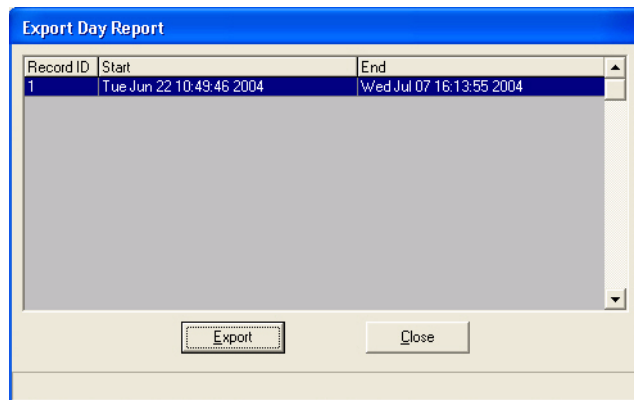 Export Day Report
Record ID Start End
1 Tue Jun 22 10:49:46 2004 Wed Jul 07 16:13:55 2004
Export Close